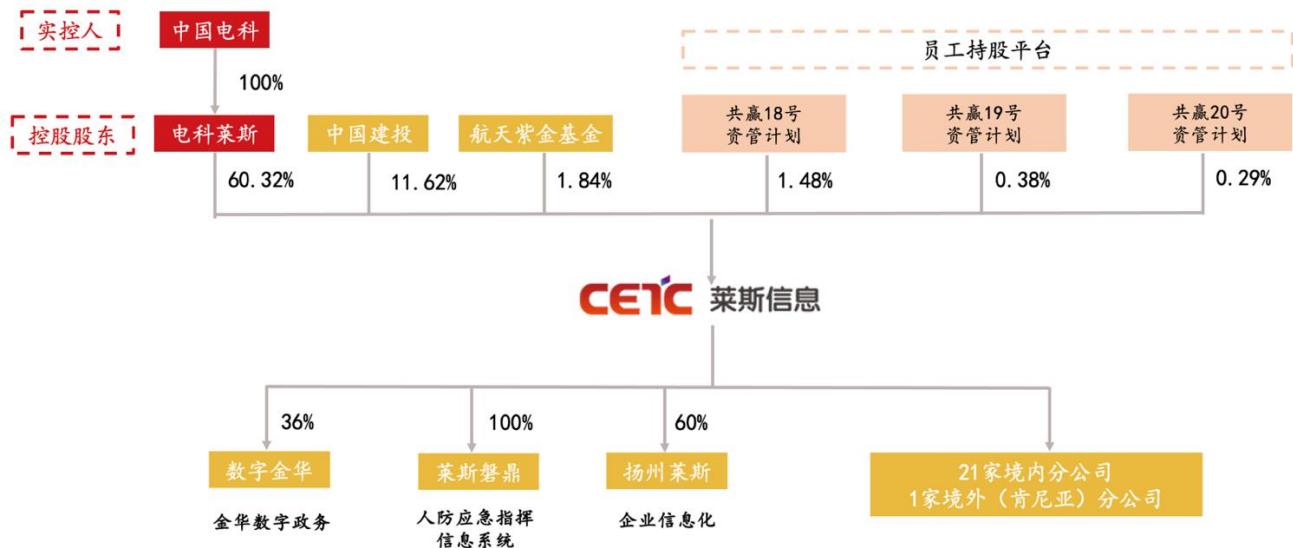 实控人
中国电科
员工持股平台
100%
控股股东
电科莱斯
中国建投
航天紫金基金
共赢18号
资管计划
共赢19号
资管计划
共赢20号
资管计划
60.32%
11.62%
1.84%
1.48%
0.38%
0.29%
CETC 莱斯信息
36%
100%
60%
数字金华
莱斯磐鼎
扬州莱斯
21家境内分公司
1家境外（肯尼亚）分公司
金华数字政务
人防应急指挥
信息系统
企业信息化